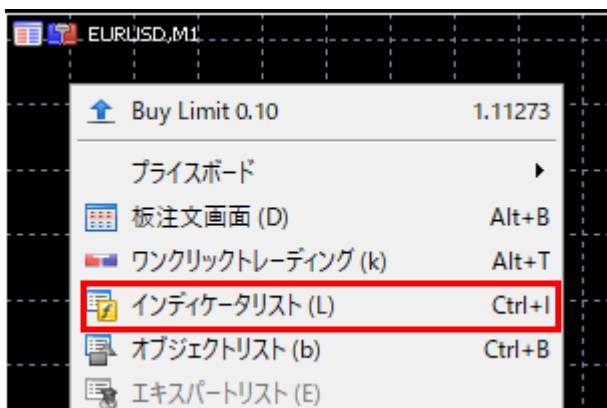 EURUSD,M1
Buy Limit 0.10 1.11273
プライスボード
板注文画面 (D) Alt+B
ワンクリックトレーディング (k) Alt+T
インディケータリスト (L) Ctrl+I
オブジェクトリスト (b) Ctrl+B
エキスパートリスト (E)